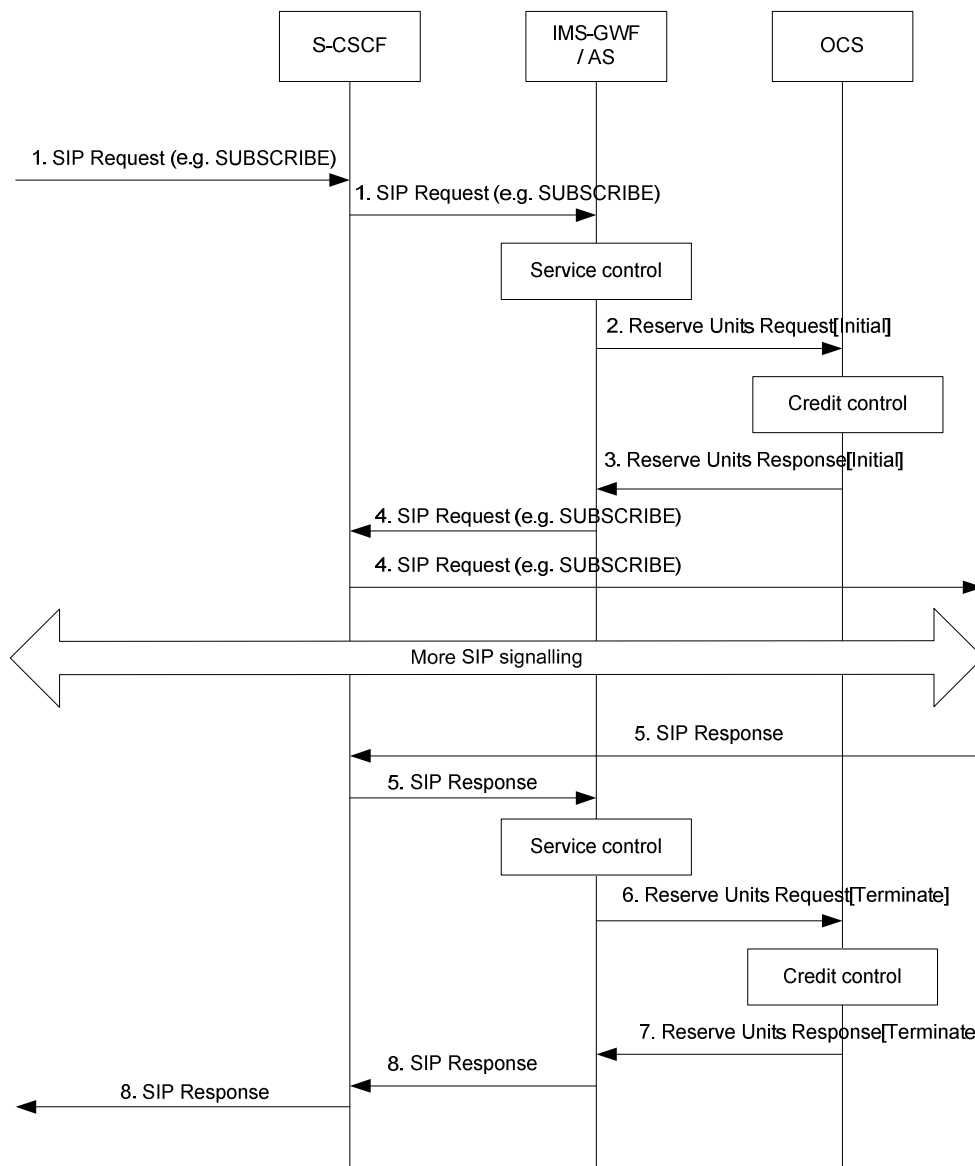 S-CSCF
IMS-GWF
/ AS
OCS
1. SIP Request (e.g. SUBSCRIBE)
1. SIP Request (e.g. SUBSCRIBE)
Service control
2. Reserve Units Request[Initial]
Credit control
3. Reserve Units Response[Initial]
4. SIP Request (e.g. SUBSCRIBE)
4. SIP Request (e.g. SUBSCRIBE)
More SIP signalling
5. SIP Response
5. SIP Response
Service control
6. Reserve Units Request[Terminate]
Credit control
7. Reserve Units Response[Terminate
8. SIP Response
8. SIP Response